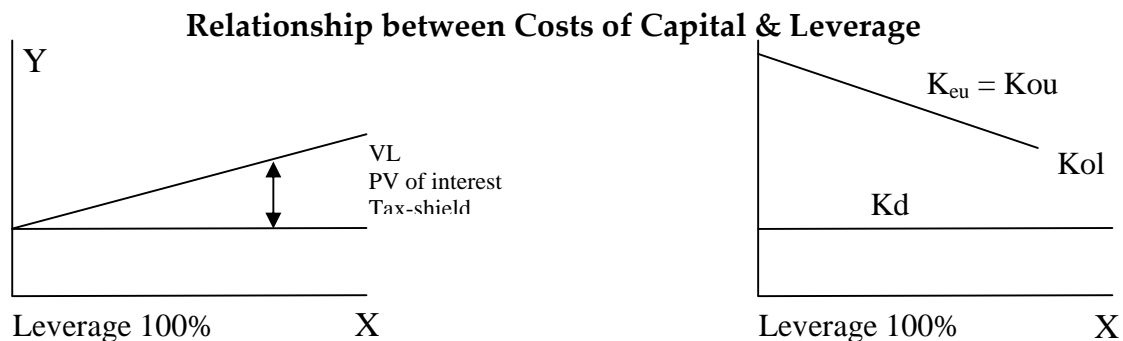 Relationship between Costs of Capital & Leverage
Y
VL
PV of interest
Tax-shield
Leverage 100%
X
Keu = Kou
Kol
Kd
Leverage 100%
X